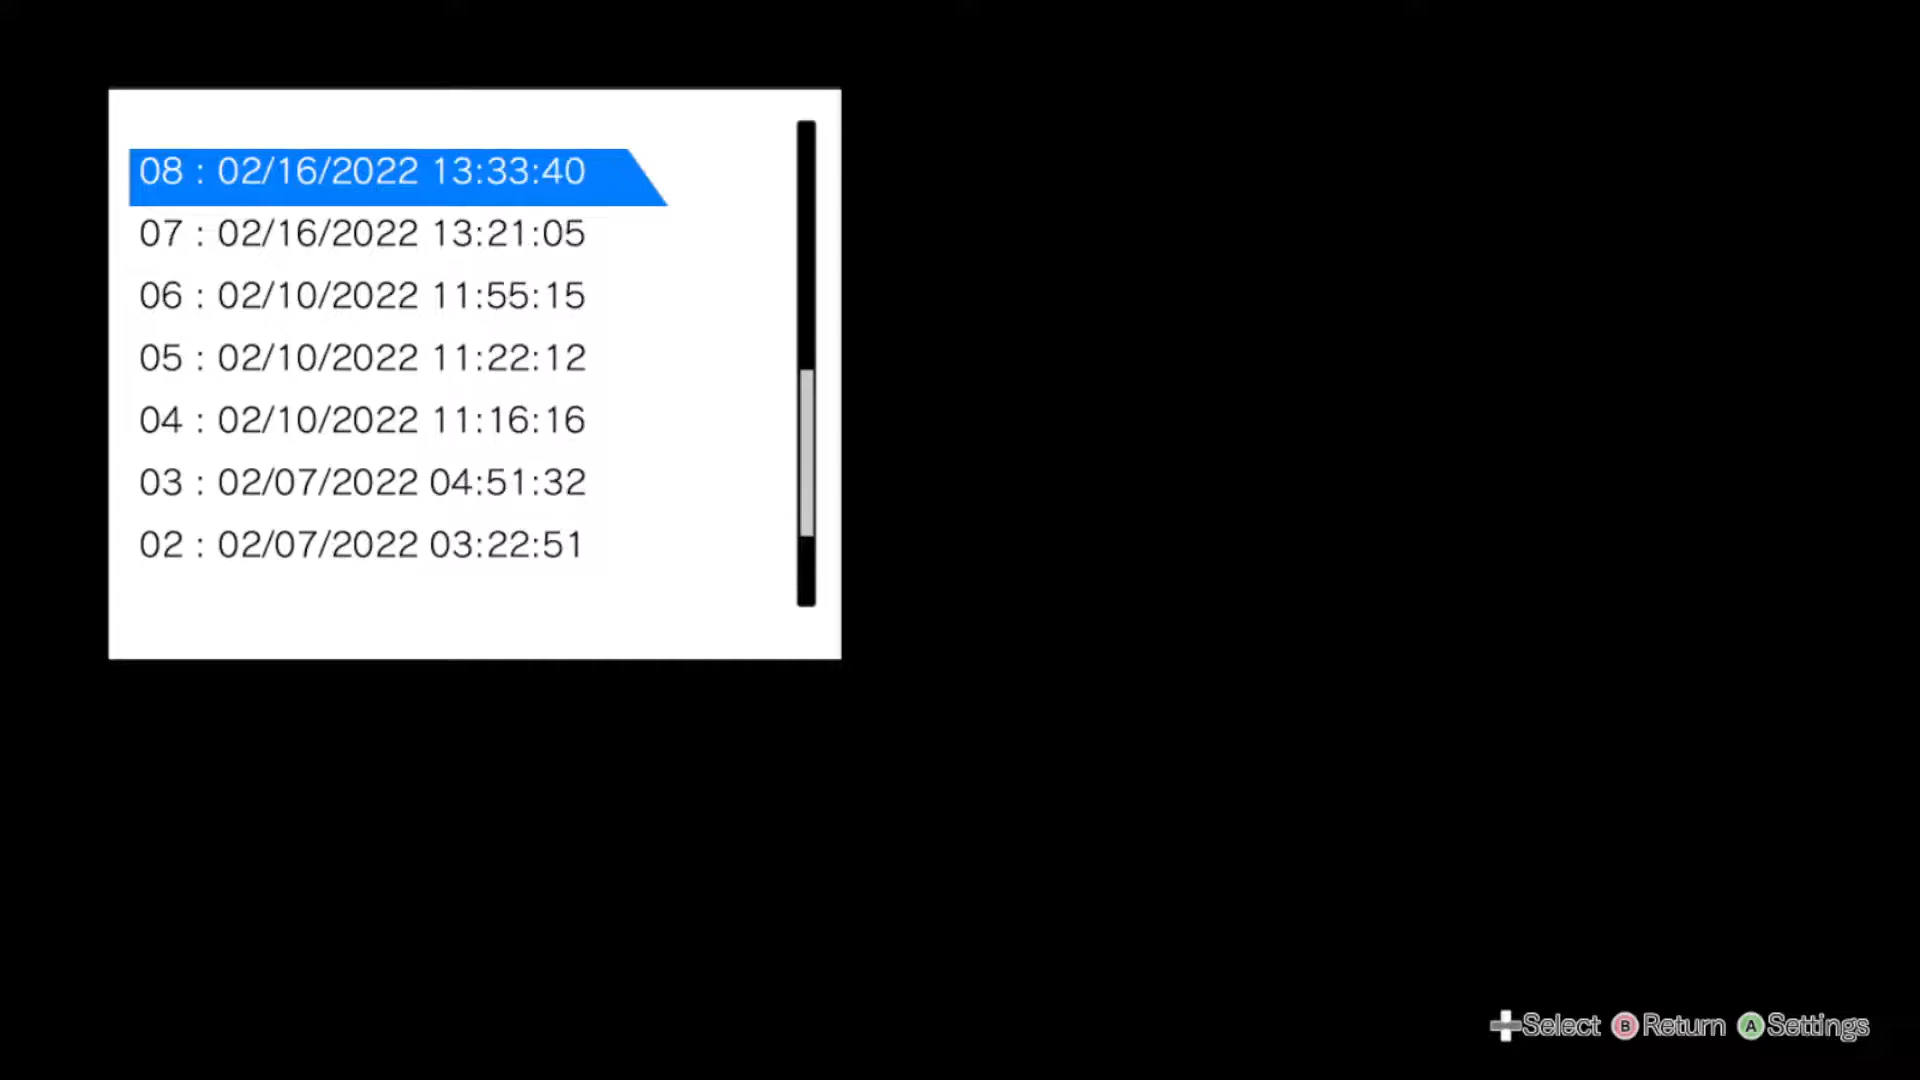 08 : 02/16/2022 13:33:40
07 : 02/16/2022 13:21:05
06 : 02/10/2022 11:55:15
05 : 02/10/2022 11:22:12
04 : 02/10/2022 11:16:16
03 : 02/07/2022 04:51:32
02 : 02/07/2022 03:22:51
Select B Return A Settings